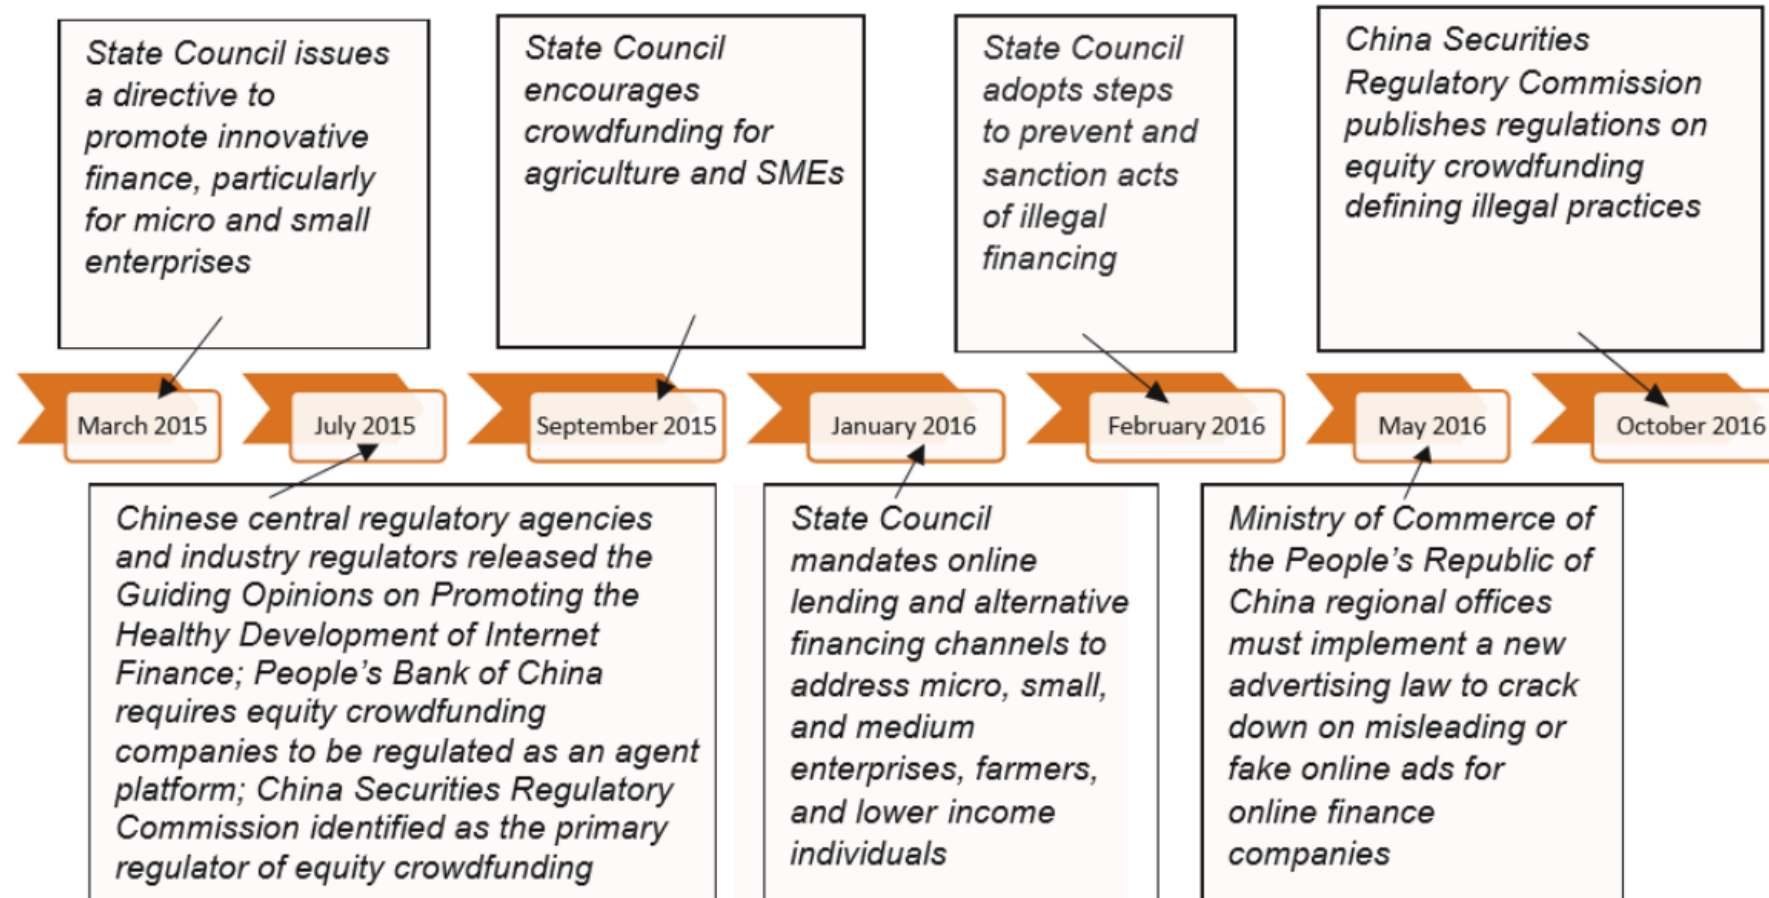 State Council issues
a directive to
promote innovative
finance, particularly
for micro and small
enterprises
State Council
encourages
crowdfunding for
agriculture and SMEs
State Council
adopts steps
to prevent and
sanction acts
of illegal
financing
China Securities
Regulatory Commission
publishes regulations on
equity crowdfunding
defining illegal practices
March 2015
July 2015
September 2015
January 2016
February 2016
May 2016
October 2016
Chinese central regulatory agencies
and industry regulators released the
Guiding Opinions on Promoting the
Healthy Development of Internet
Finance; People's Bank of China
requires equity crowdfunding
companies to be regulated as an agent
platform; China Securities Regulatory
Commission identified as the primary
regulator of equity crowdfunding
State Council
mandates online
lending and alternative
financing channels to
address micro, small,
and medium
enterprises, farmers,
and lower income
individuals
Ministry of Commerce of
the People's Republic of
China regional offices
must implement a new
advertising law to crack
down on misleading or
fake online ads for
online finance
companies